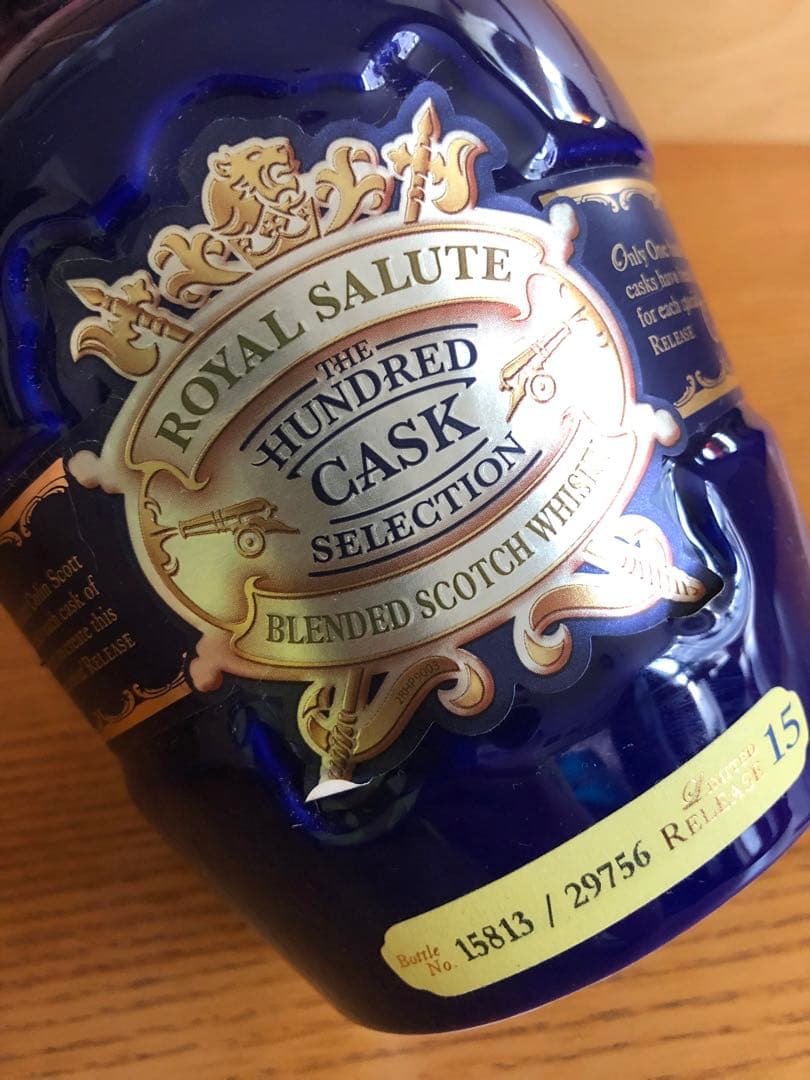 ROYAL SALUTE
THE
HUNDRED
CASK
SELECTION
BLENDED SCOTCH WHISKY
Only One
casks have
for each
RELEASE
Colin Scott
cask of
this
RELEASE
Bottle
No. 15813 / 29756
LIMITED
RELEASE 15